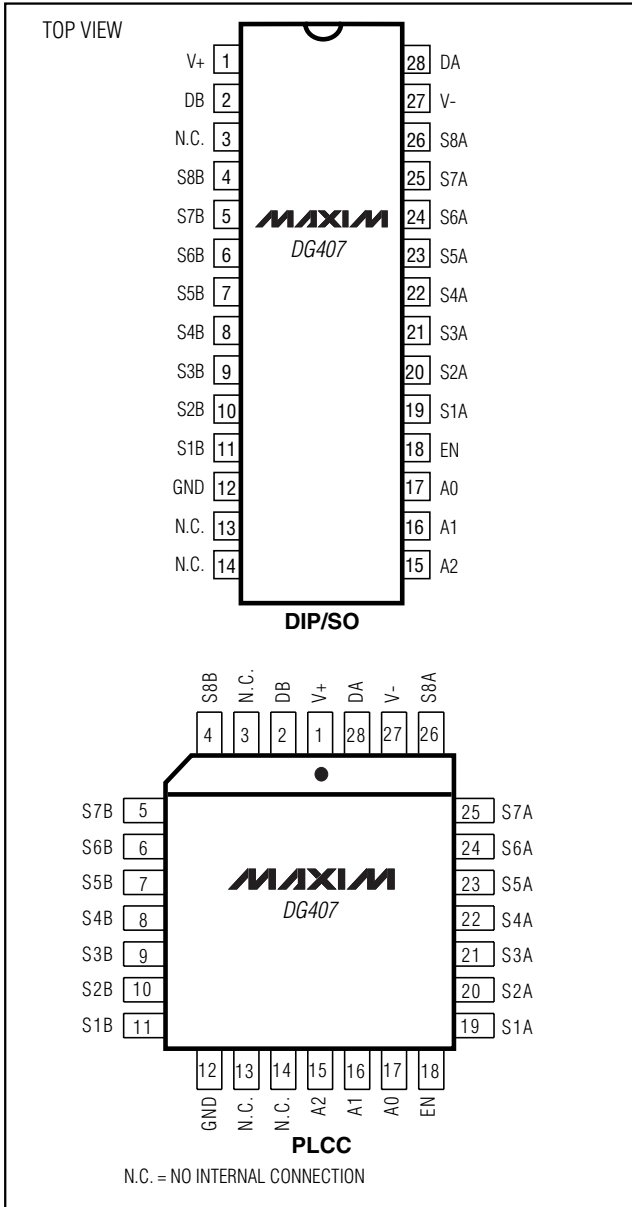 TOP VIEW
V+ 1 28 DA
DB 2 27 V-
N.C. 3 26 S8A
S8B 4 25 S7A
S7B 5 24 S6A
S6B 6 23 S5A
S5B 7 22 S4A
S4B 8 21 S3A
S3B 9 20 S2A
S2B 10 19 S1A
S1B 11 18 EN
GND 12 17 A0
N.C. 13 16 A1
N.C. 14 15 A2
MAXIM
DG407
DIP/SO
S8B N.C. DB V+ DA V- S8A
4 3 2 1 28 27 26
S7B 5 25 S7A
S6B 6 24 S6A
S5B 7 23 S5A
S4B 8 22 S4A
S3B 9 21 S3A
S2B 10 20 S2A
S1B 11 19 S1A
MAXIM
DG407
12 13 14 15 16 17 18
GND N.C. N.C. A2 A1 A0 EN
PLCC
N.C. = NO INTERNAL CONNECTION